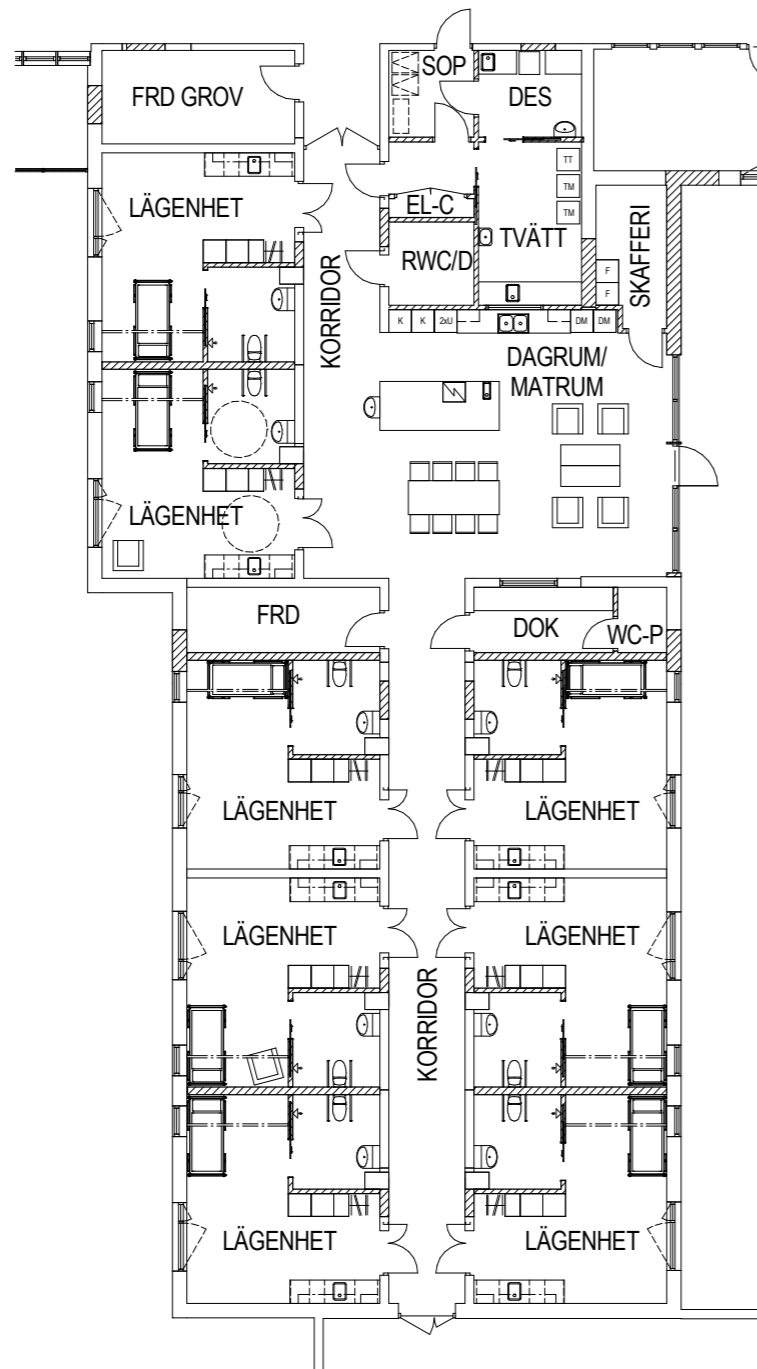 SOP
FRD GROV
DES
TT
TM
TM
LÄGENHET
EL-C
TVÄTT
SKAFFERI
RWC/D
KORRIDOR
F
F
K K 2xU DM DM
DAGRUM/
MATRUM
LÄGENHET
FRD
DOK
WC-P
LÄGENHET
LÄGENHET
LÄGENHET
LÄGENHET
KORRIDOR
LÄGENHET
LÄGENHET